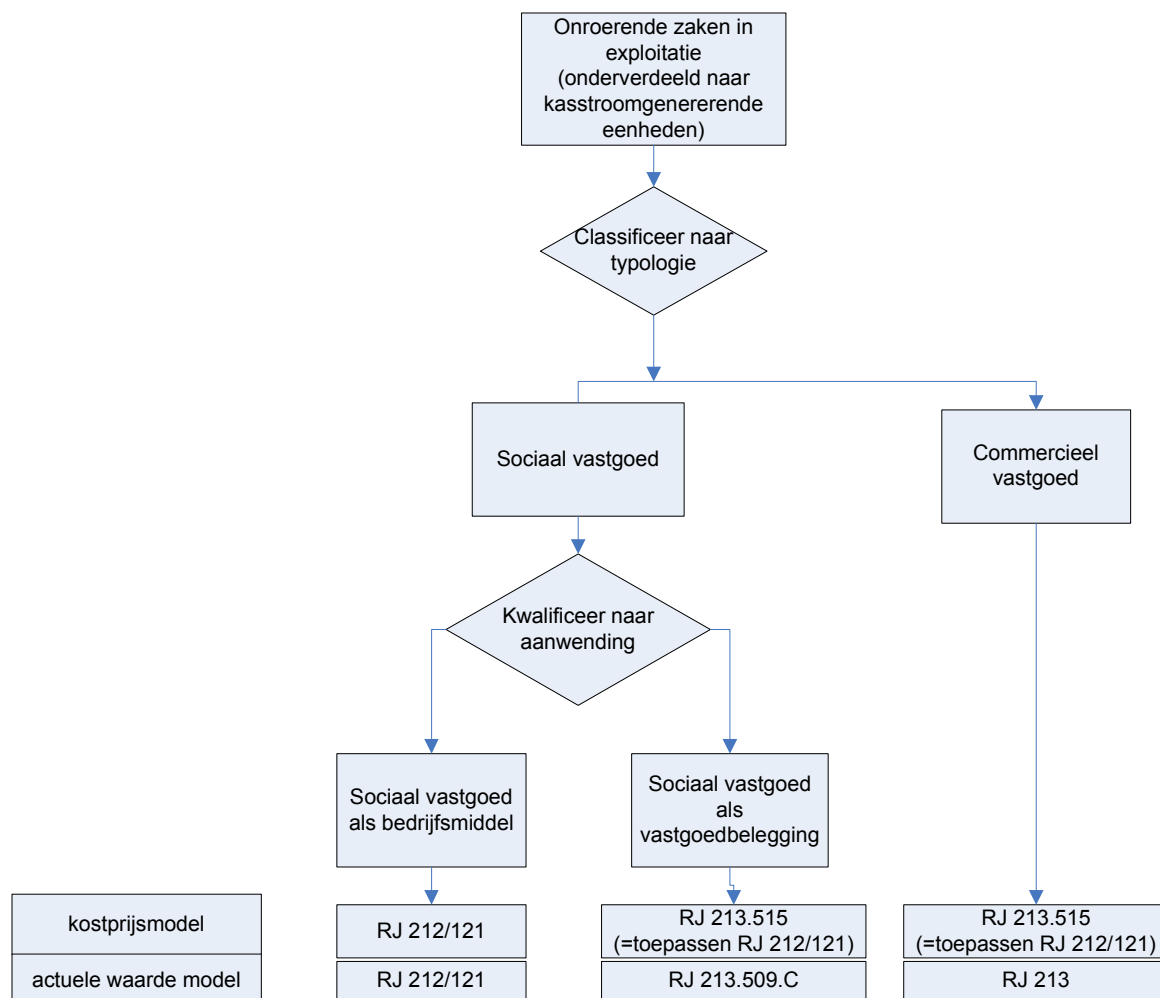 Onroerende zaken in
exploitatie
(onderverdeeld naar
kasstroomgenererende
eenheden)
Classificeer naar
typologie
Sociaal vastgoed
Commercieel
vastgoed
Kwalificeer naar
aanwending
Sociaal vastgoed
als bedrijfsmiddel
Sociaal vastgoed
als
vastgoedbelegging
kostprijsmodel
RJ 212/121
RJ 213.515
(=toepassen RJ 212/121)
RJ 213.515
(=toepassen RJ 212/121)
actuele waarde model
RJ 212/121
RJ 213.509.C
RJ 213